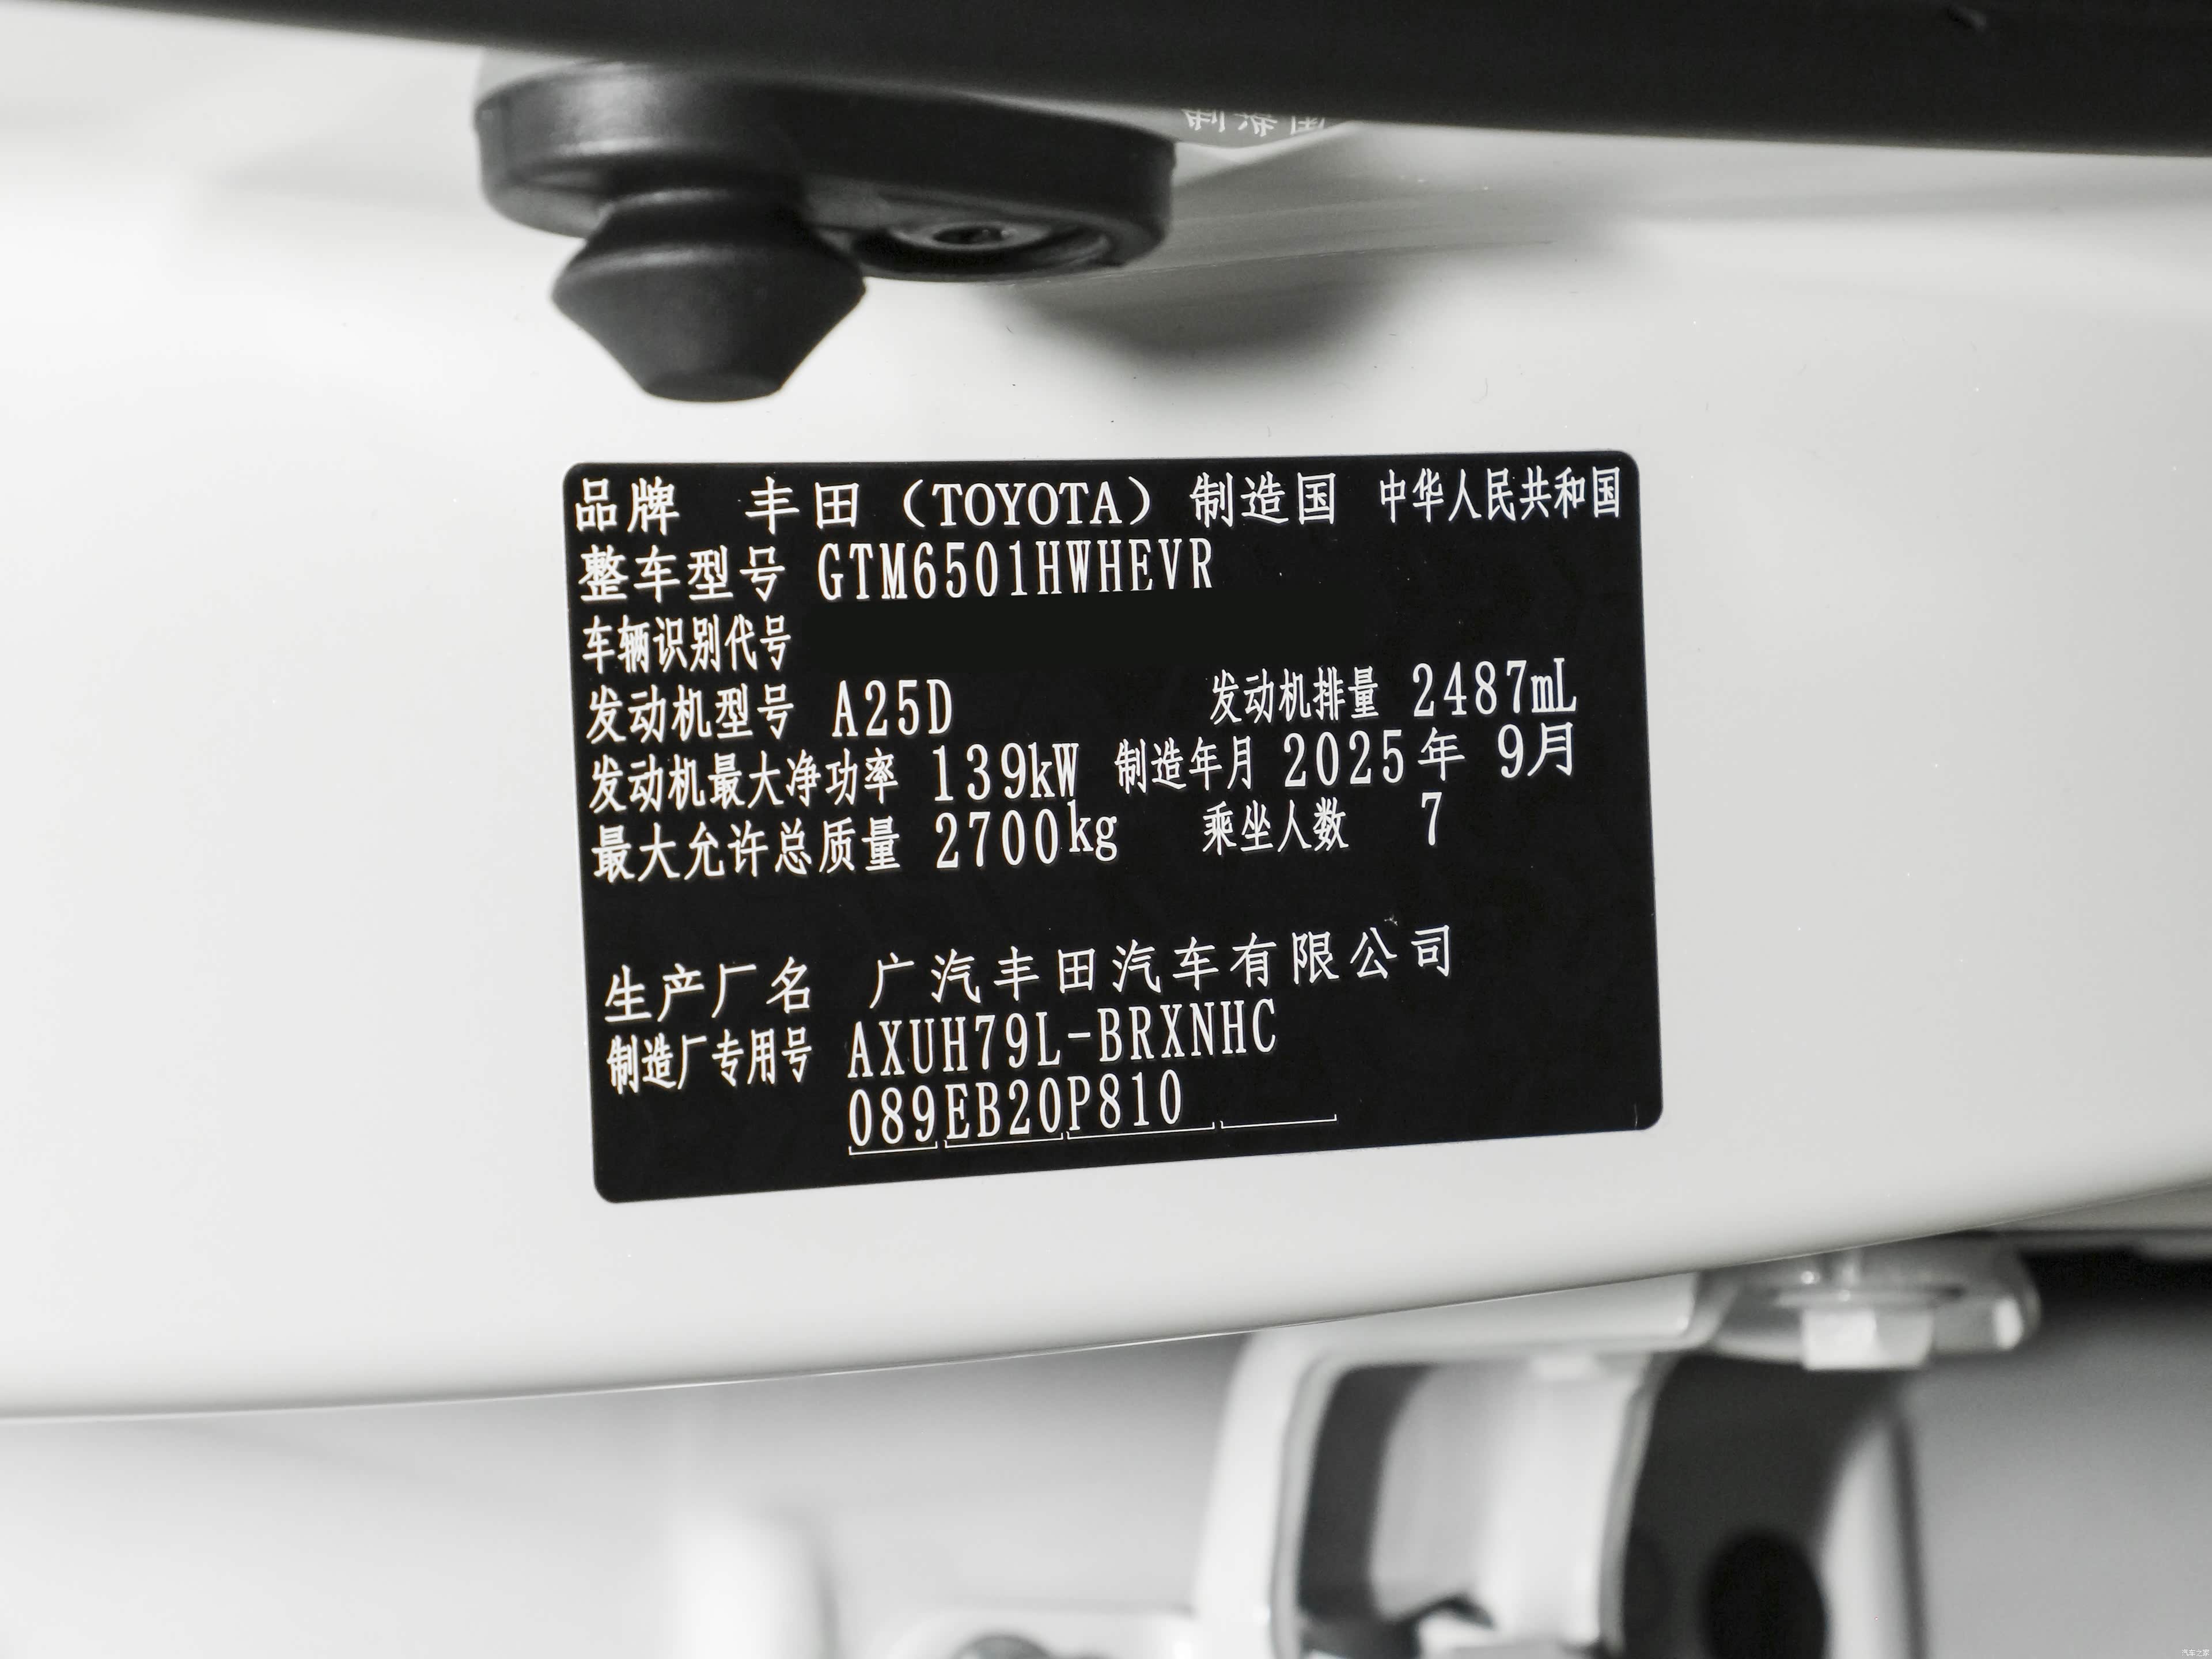 品牌 丰田（TOYOTA） 制造国 中华人民共和国
整车型号 GTM6501HWHEVR
车辆识别代号
发动机型号 A25D 发动机排量 2487mL
发动机最大净功率 139kW 制造年月 2025年 9月
最大允许总质量 2700kg 乘坐人数 7
生产厂名 广汽丰田汽车有限公司
制造厂专用号 AXUH79L-BRXNHC
089EB20P810
汽车之家